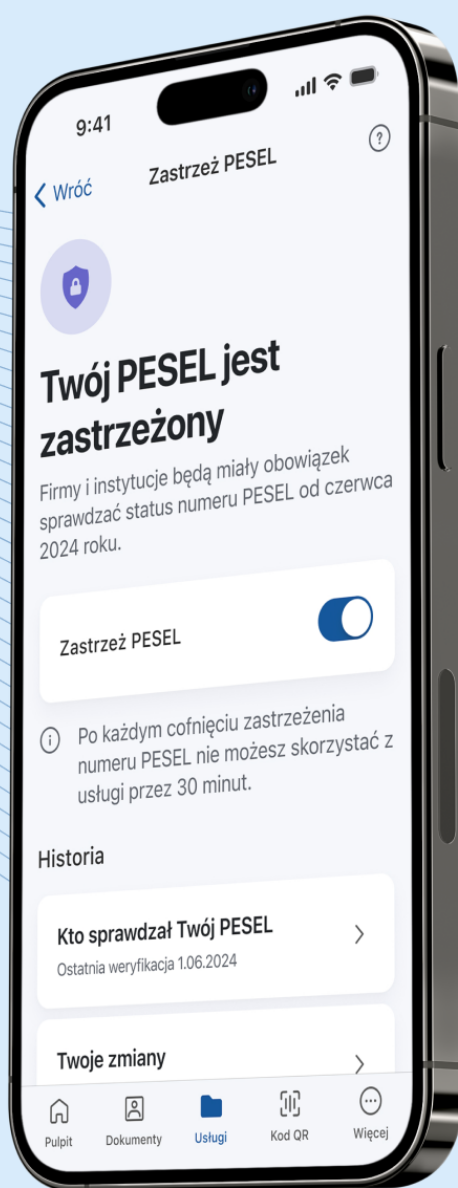 9:41
Wróć
Zastrzeż PESEL
?
Twój PESEL jest
zastrzeżony
Firmy i instytucje będą miały obowiązek
sprawdzać status numeru PESEL od czerwca
2024 roku.
Zastrzeż PESEL
Po każdym cofnięciu zastrzeżenia
numeru PESEL nie możesz skorzystać z
usługi przez 30 minut.
Historia
Kto sprawdzał Twój PESEL
Ostatnia weryfikacja 1.06.2024
Twoje zmiany
Pulpit
Dokumenty
Usługi
Kod QR
Więcej